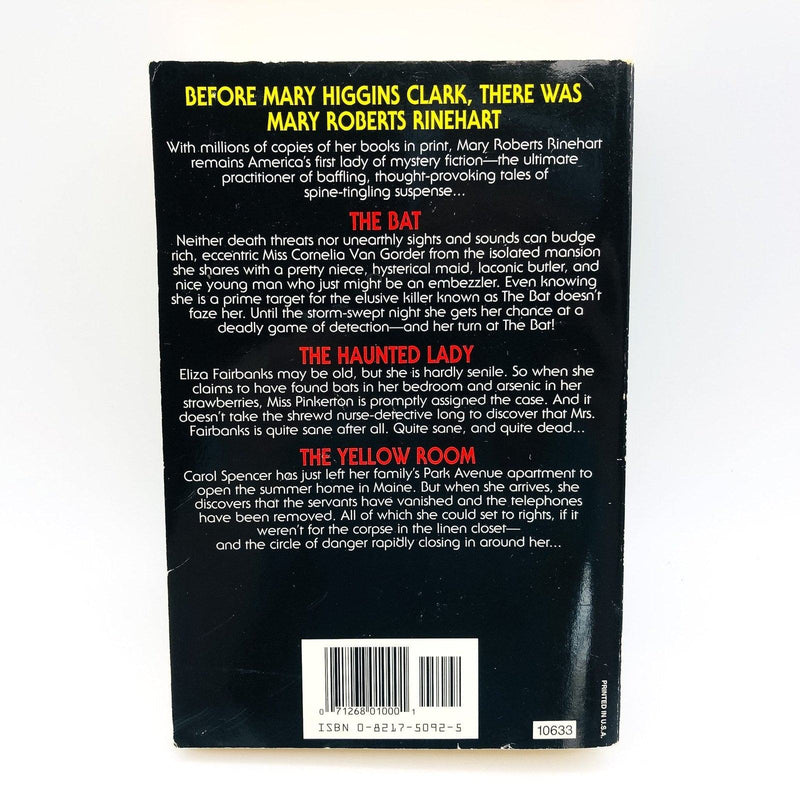 BEFORE MARY HIGGINS CLARK, THERE WAS
MARY ROBERTS RINEHART
With millions of copies of her books in print, Mary Roberts Rinehart
remains America's first lady of mystery fiction—the ultimate
practitioner of baffling, thought-provoking tales of
spine-tingling suspense...
THE BAT
Neither death threats nor unearthly sights and sounds can budge
rich, eccentric Miss Cornelia Van Gorder from the isolated mansion
she shares with a pretty niece, hysterical maid, laconic butler, and
nice young man who just might be an embezzler. Even knowing
she is a prime target for the elusive killer known as The Bat doesn't
faze her. Until the storm-swept night she gets her chance at a
deadly game of detection—and her turn at The Bat!
THE HAUNTED LADY
Eliza Fairbanks may be old, but she is hardly senile. So when she
claims to have found bats in her bedroom and arsenic in her
strawberries, Miss Pinkerton is promptly assigned the case. And it
doesn't take the shrewd nurse-detective long to discover that Mrs.
Fairbanks is quite sane after all. Quite sane, and quite dead...
THE YELLOW ROOM
Carol Spencer has just left her family's Park Avenue apartment to
open the summer home in Maine. But when she arrives, she
discovers that the servants have vanished and the telephones
have been removed. All of which she could set to rights, if it
weren't for the corpse in the linen closet—
and the circle of danger rapidly closing in around her...
0 71268 01000 1
ISBN 0-8217-5092-5
10633
PRINTED IN U.S.A.